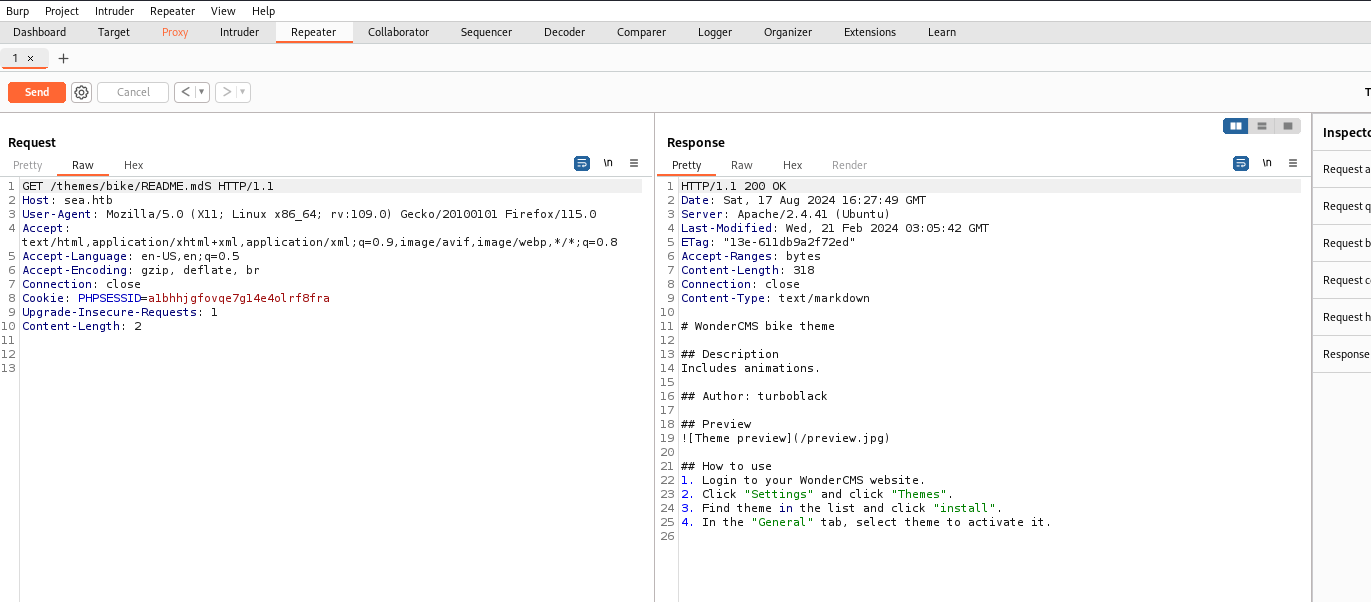 Burp Project Intruder Repeater View Help
Dashboard Target Proxy Intruder Repeater Collaborator Sequencer Decoder Comparer Logger Organizer Extensions Learn
1 × +
Send Cancel < ▾ > ▾ T
Request
Pretty Raw Hex \n ≡
1 GET /themes/bike/README.mdS HTTP/1.1
2 Host: sea.htb
3 User-Agent: Mozilla/5.0 (X11; Linux x86_64; rv:109.0) Gecko/20100101 Firefox/115.0
4 Accept:
text/html,application/xhtml+xml,application/xml;q=0.9,image/avif,image/webp,*/*;q=0.8
5 Accept-Language: en-US,en;q=0.5
6 Accept-Encoding: gzip, deflate, br
7 Connection: close
8 Cookie: PHPSESSID=a1bhhjgfovqe7g14e4olrf8fra
9 Upgrade-Insecure-Requests: 1
10 Content-Length: 2
11
12
13
Response
Pretty Raw Hex Render \n ≡
1 HTTP/1.1 200 OK
2 Date: Sat, 17 Aug 2024 16:27:49 GMT
3 Server: Apache/2.4.41 (Ubuntu)
4 Last-Modified: Wed, 21 Feb 2024 03:05:42 GMT
5 ETag: "13e-611db9a2f72ed"
6 Accept-Ranges: bytes
7 Content-Length: 318
8 Connection: close
9 Content-Type: text/markdown
10
11 # WonderCMS bike theme
12
13 ## Description
14 Includes animations.
15
16 ## Author: turboblack
17
18 ## Preview
19 ![Theme preview](/preview.jpg)
20
21 ## How to use
22 1. Login to your WonderCMS website.
23 2. Click "Settings" and click "Themes".
24 3. Find theme in the list and click "install".
25 4. In the "General" tab, select theme to activate it.
26
Inspecto
Request a
Request q
Request b
Request c
Request h
Response